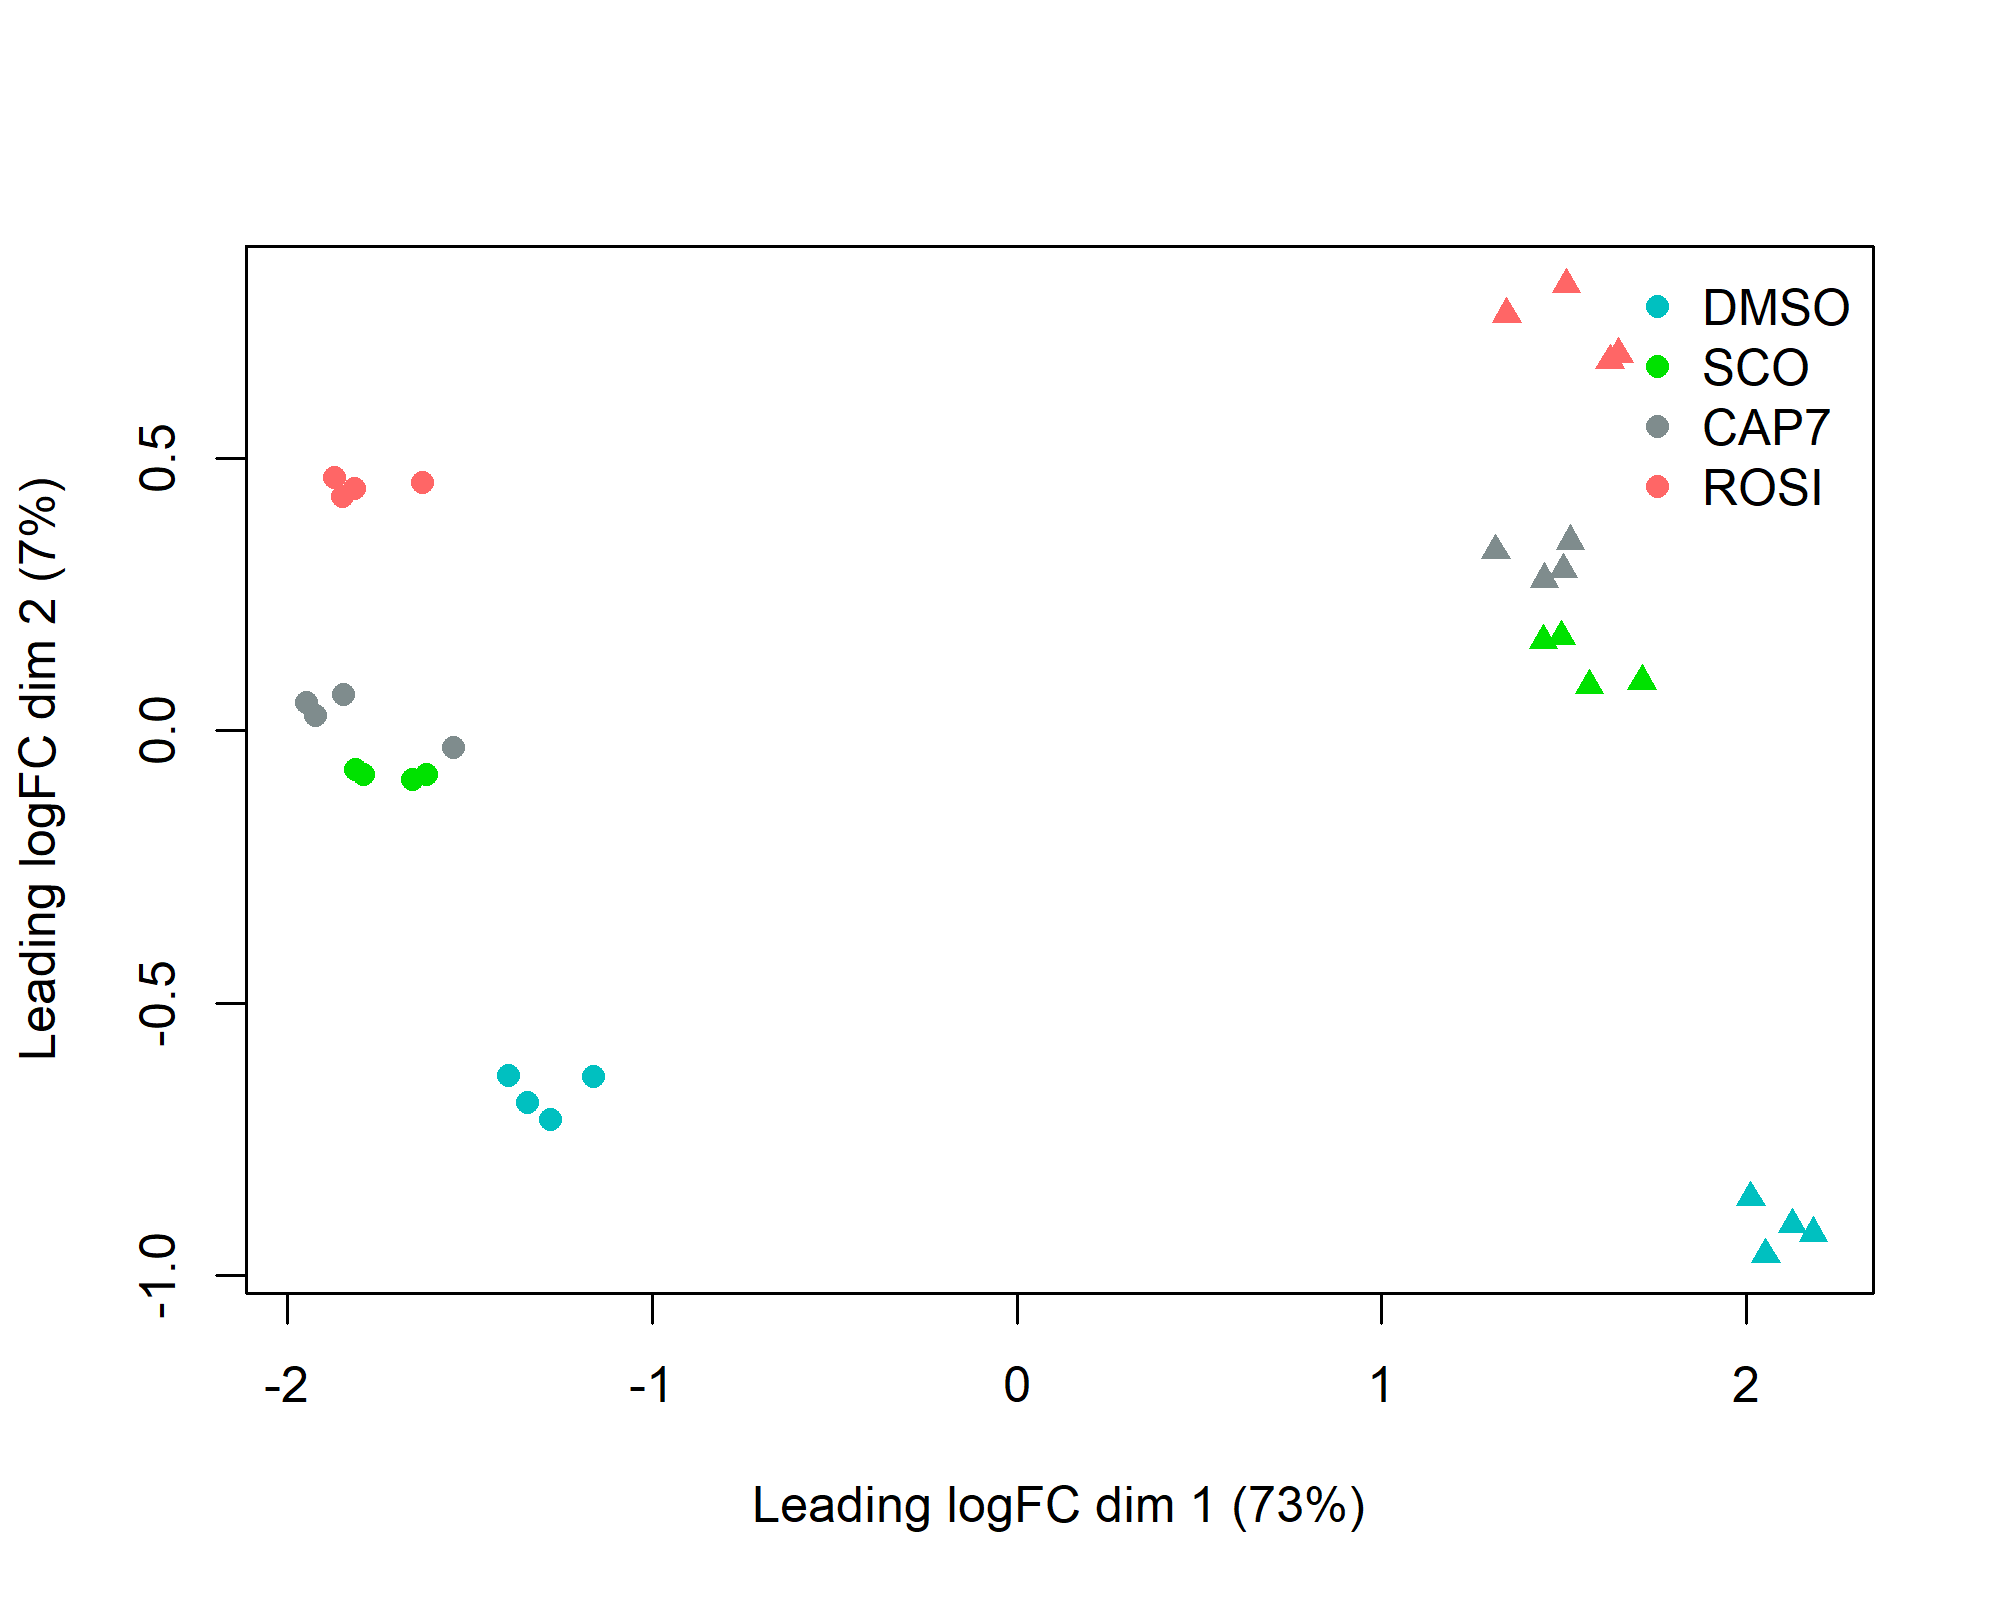 DMSO
SCO
CAP7
ROSI
Leading logFC dim 2 (7%)
0.5
0.0
-0.5
-1.0
-2 -1 0 1 2
Leading logFC dim 1 (73%)